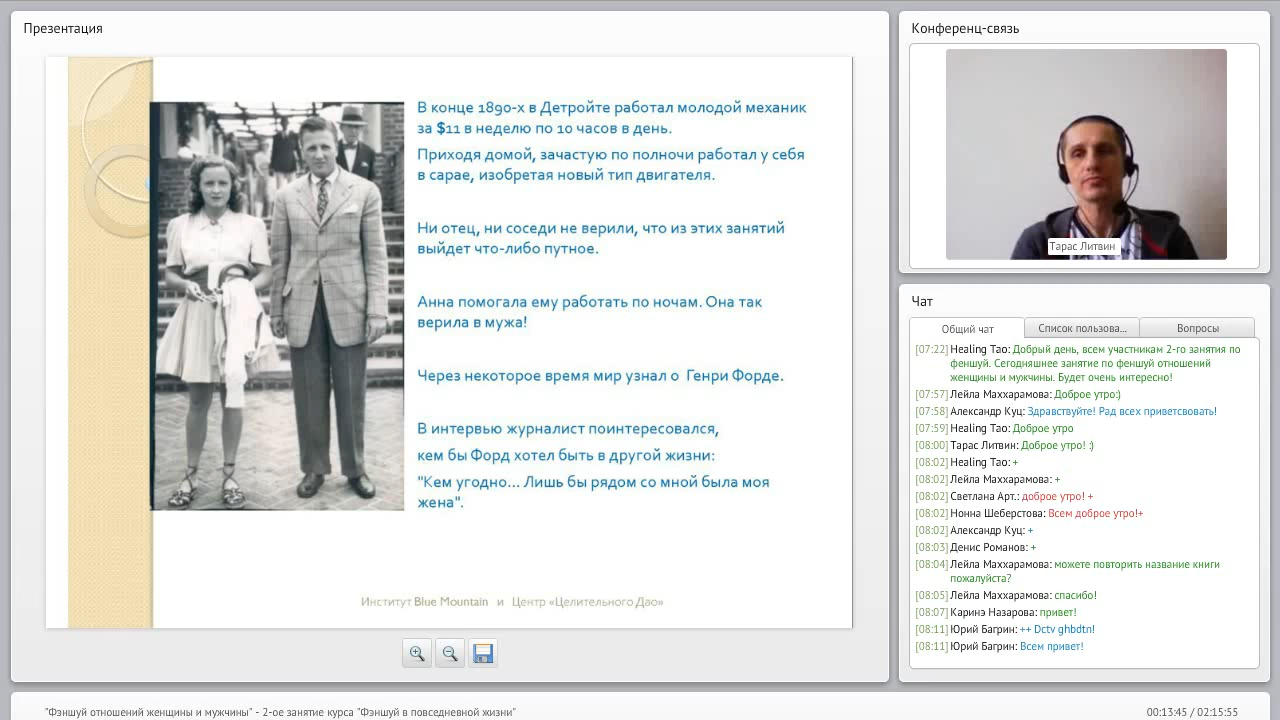 Презентация
В конце 1890-х в Детройте работал молодой механик
за $11 в неделю по 10 часов в день.
Приходя домой, зачастую по полночи работал у себя
в сарае, изобретая новый тип двигателя.
Ни отец, ни соседи не верили, что из этих занятий
выйдет что-либо путное.
Анна помогала ему работать по ночам. Она так
верила в мужа!
Через некоторое время мир узнал о Генри Форде.
В интервью журналист поинтересовался,
кем бы Форд хотел быть в другой жизни:
"Кем угодно... Лишь бы рядом со мной была моя
жена".
Институт Blue Mountain и Центр «Целительного Дао»
Конференц-связь
Тарас Литвин
Чат
Общий чат
Список пользова...
Вопросы
[07:22] Healing Tao: Добрый день, всем участникам 2-го занятия по
феншуй. Сегодняшнее занятие по феншуй отношений
женщины и мужчины. Будет очень интересно!
[07:57] Лейла Маххарамова: Доброе утро:)
[07:58] Александр Куц: Здравствуйте! Рад всех приветсвовать!
[07:59] Healing Tao: Доброе утро
[08:00] Тарас Литвин: Доброе утро! :)
[08:02] Healing Tao: +
[08:02] Лейла Маххарамова: +
[08:02] Светлана Арт.: доброе утро! +
[08:02] Нонна Шеберстова: Всем доброе утро!+
[08:02] Александр Куц: +
[08:03] Денис Романов: +
[08:04] Лейла Маххарамова: можете повторить название книги
пожалуйста?
[08:05] Лейла Маххарамова: спасибо!
[08:07] Каринэ Назарова: привет!
[08:11] Юрий Багрин: ++ Dctv ghbdtn!
[08:11] Юрий Багрин: Всем привет!
"Фэншуй отношений женщины и мужчины" - 2-ое занятие курса "Фэншуй в повседневной жизни"
00:13:45 / 02:15:55